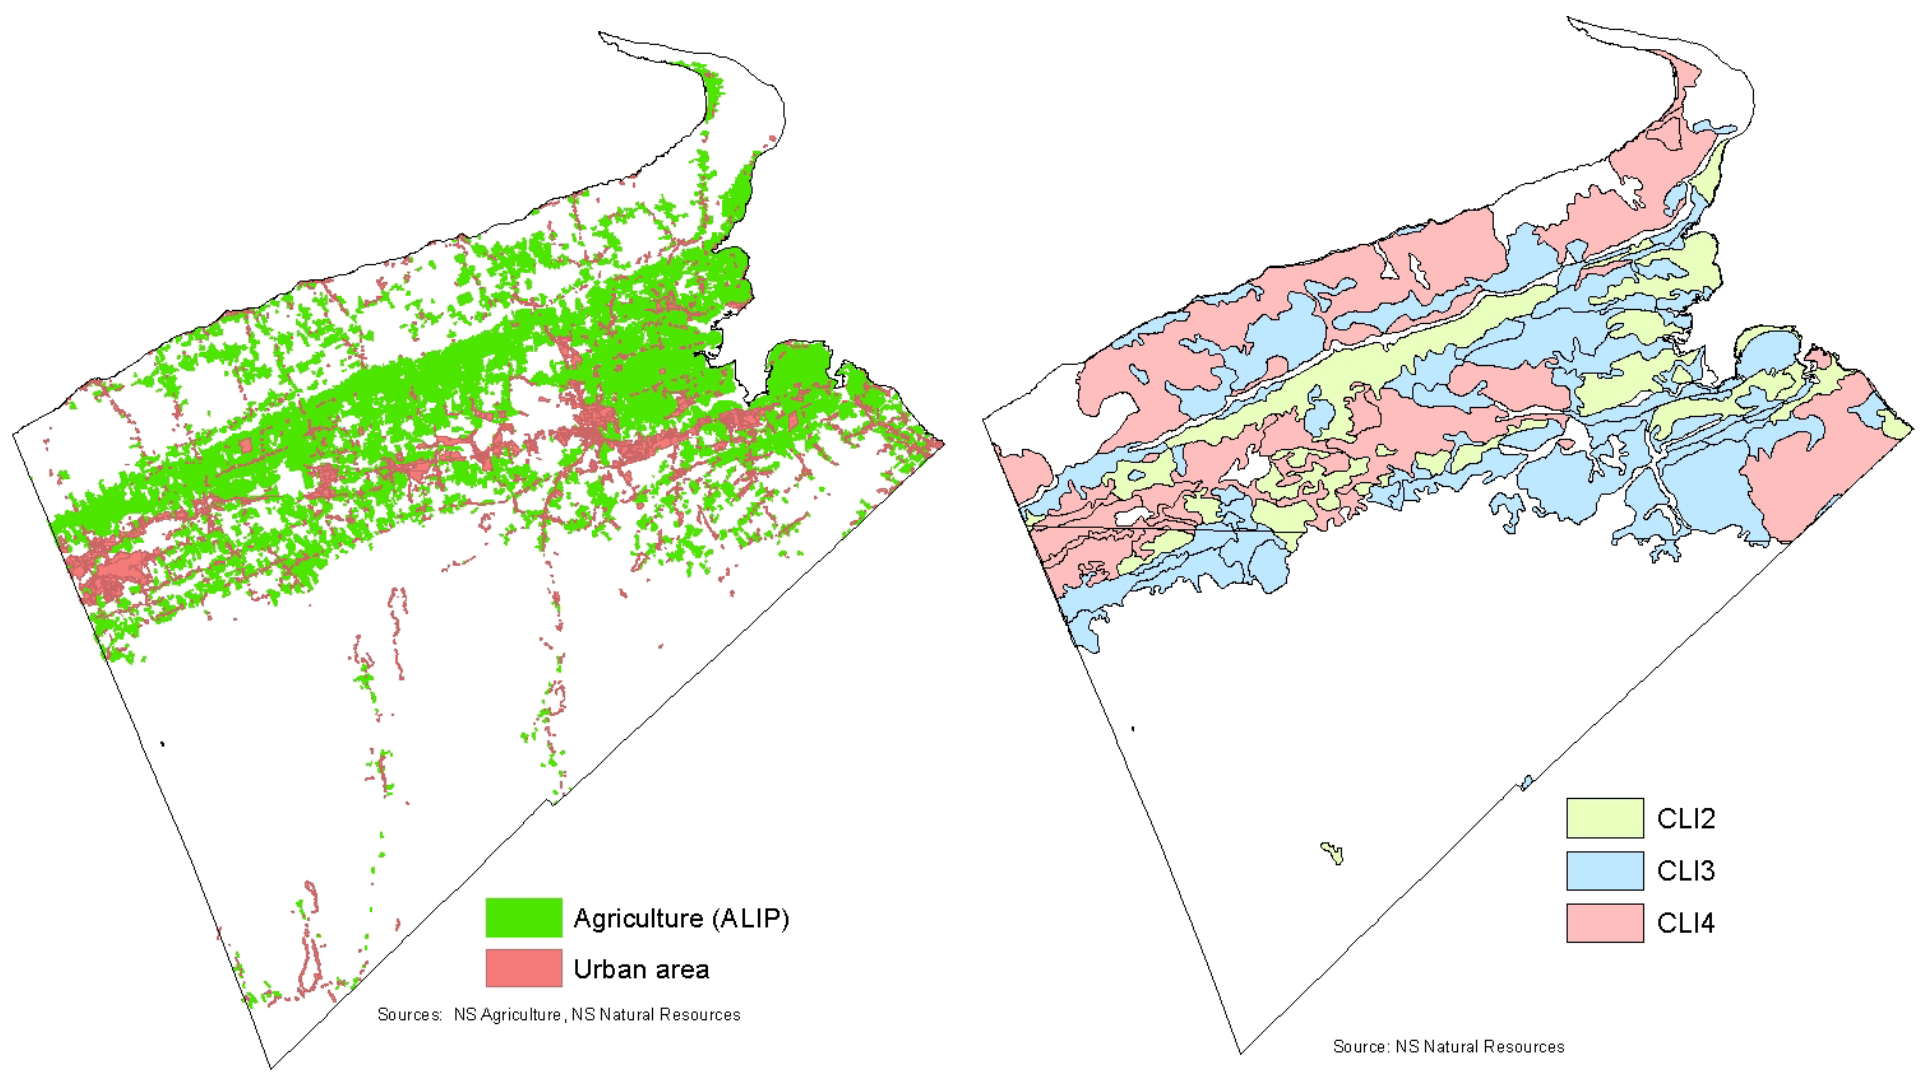 Agriculture (ALIP)
Urban area
Sources: NS Agriculture, NS Natural Resources
CLI2
CLI3
CLI4
Source: NS Natural Resources